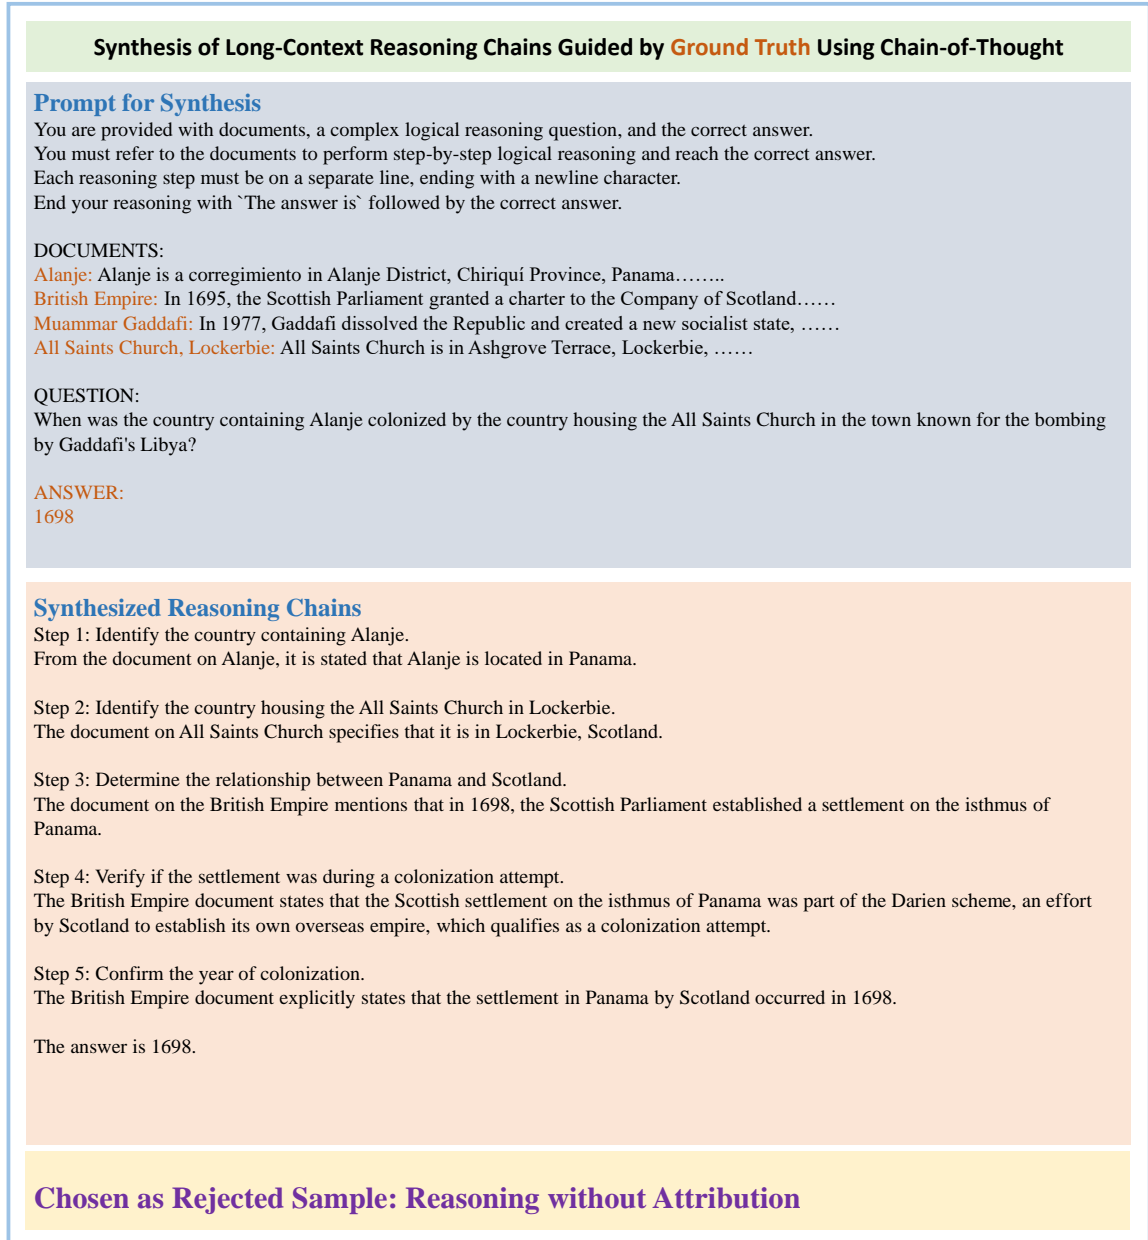 Synthesis of Long-Context Reasoning Chains Guided by Ground Truth Using Chain-of-Thought
Prompt for Synthesis
You are provided with documents, a complex logical reasoning question, and the correct answer.
You must refer to the documents to perform step-by-step logical reasoning and reach the correct answer.
Each reasoning step must be on a separate line, ending with a newline character.
End your reasoning with `The answer is` followed by the correct answer.
DOCUMENTS:
Alanje: Alanje is a corregimiento in Alanje District, Chiriquí Province, Panama……..
British Empire: In 1695, the Scottish Parliament granted a charter to the Company of Scotland……
Muammar Gaddafi: In 1977, Gaddafi dissolved the Republic and created a new socialist state, ……
All Saints Church, Lockerbie: All Saints Church is in Ashgrove Terrace, Lockerbie, ……
QUESTION:
When was the country containing Alanje colonized by the country housing the All Saints Church in the town known for the bombing
by Gaddafi's Libya?
ANSWER:
1698
Synthesized Reasoning Chains
Step 1: Identify the country containing Alanje.
From the document on Alanje, it is stated that Alanje is located in Panama.
Step 2: Identify the country housing the All Saints Church in Lockerbie.
The document on All Saints Church specifies that it is in Lockerbie, Scotland.
Step 3: Determine the relationship between Panama and Scotland.
The document on the British Empire mentions that in 1698, the Scottish Parliament established a settlement on the isthmus of
Panama.
Step 4: Verify if the settlement was during a colonization attempt.
The British Empire document states that the Scottish settlement on the isthmus of Panama was part of the Darien scheme, an effort
by Scotland to establish its own overseas empire, which qualifies as a colonization attempt.
Step 5: Confirm the year of colonization.
The British Empire document explicitly states that the settlement in Panama by Scotland occurred in 1698.
The answer is 1698.
Chosen as Rejected Sample: Reasoning without Attribution